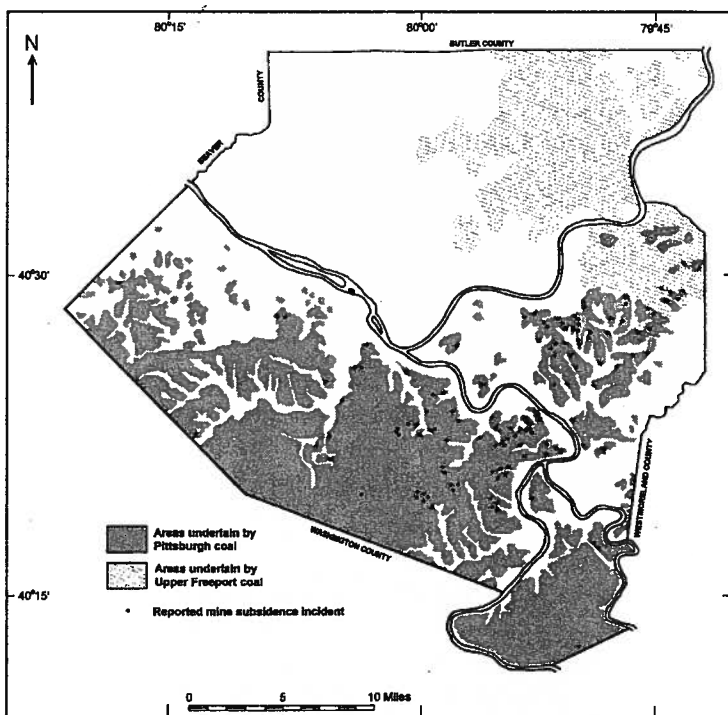 80°15'
80°00'
79°45'
N
BUTLER COUNTY
COUNTY
BEAVER
40°30'
WESTMORELAND COUNTY
WASHINGTON COUNTY
Areas underlain by
Pittsburgh coal
Areas underlain by
Upper Freeport coal
40°15'
Reported mine subsidence incident
0 5 10 Miles